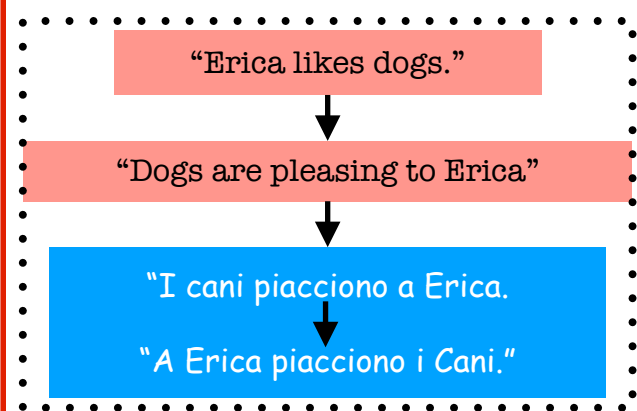 “Erica likes dogs.”
“Dogs are pleasing to Erica”
“I cani piacciono a Erica.
“A Erica piacciono i Cani.”